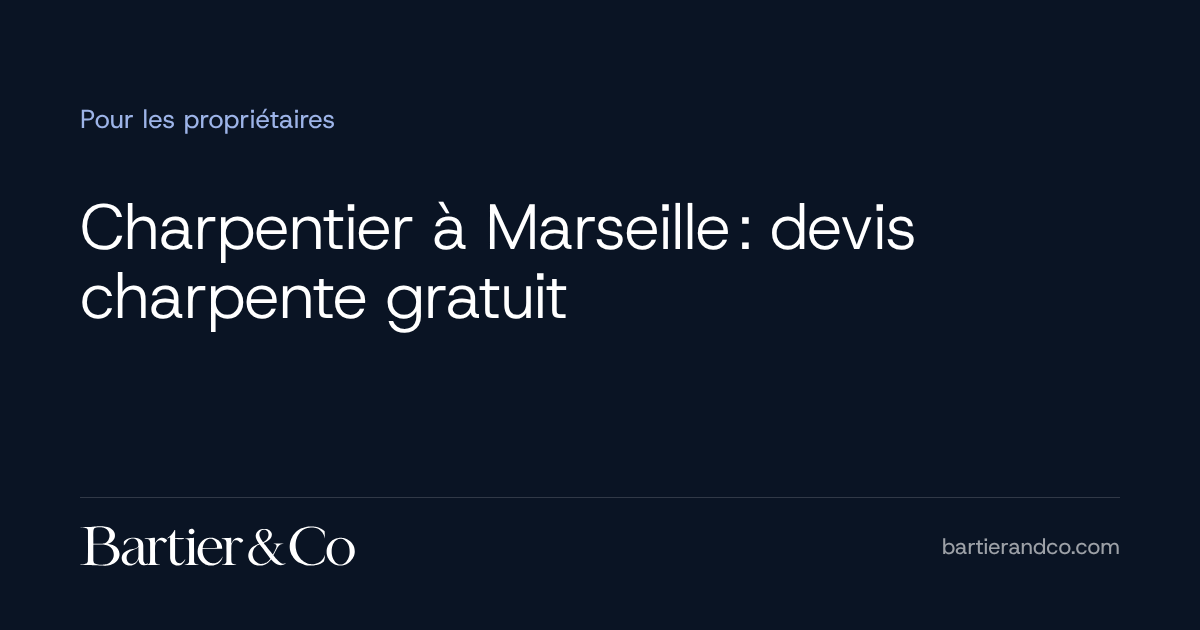 Pour les propriétaires
Charpentier à Marseille : devis
charpente gratuit
Bartier & Co
bartierandco.com